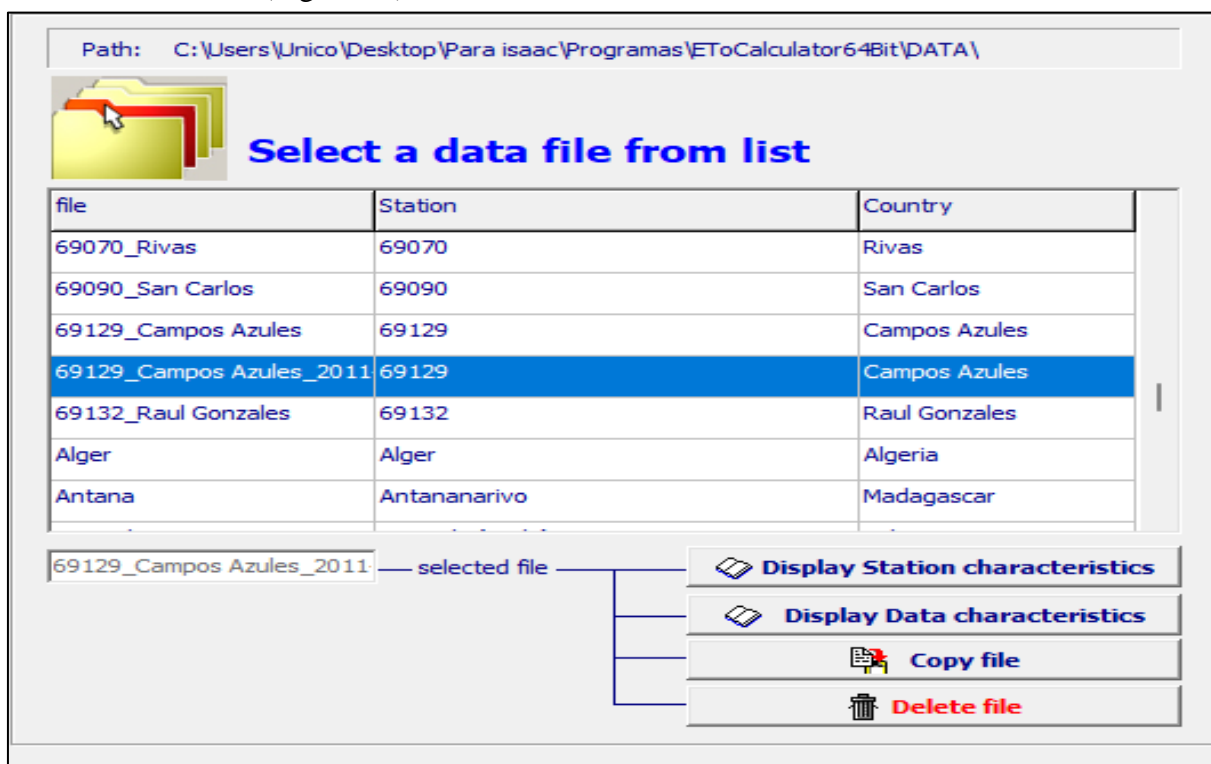 Path: C:\Users\Unico\Desktop\Para isaac\Programas\EToCalculator64Bit\DATA\
Select a data file from list
file Station Country
69070_Rivas 69070 Rivas
69090_San Carlos 69090 San Carlos
69129_Campos Azules 69129 Campos Azules
69129_Campos Azules_2011 69129 Campos Azules
69132_Raul Gonzales 69132 Raul Gonzales
Alger Alger Algeria
Antana Antananarivo Madagascar
69129_Campos Azules_2011 selected file Display Station characteristics
Display Data characteristics
Copy file
Delete file